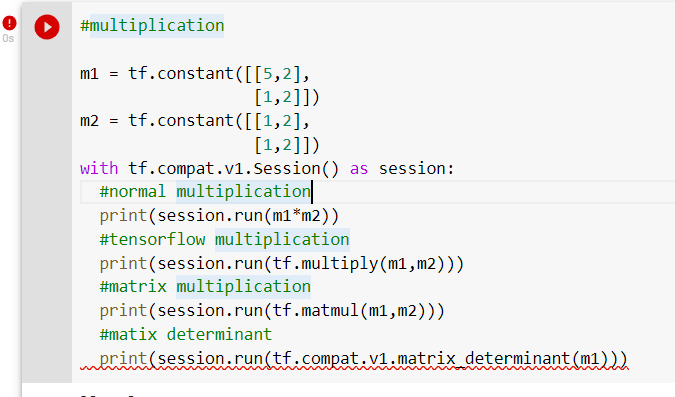 0s
#multiplication
m1 = tf.constant([[5,2],
[1,2]])
m2 = tf.constant([[1,2],
[1,2]])
with tf.compat.v1.Session() as session:
#normal multiplication
print(session.run(m1*m2))
#tensorflow multiplication
print(session.run(tf.multiply(m1,m2)))
#matrix multiplication
print(session.run(tf.matmul(m1,m2)))
#matix determinant
print(session.run(tf.compat.v1.matrix_determinant(m1)))